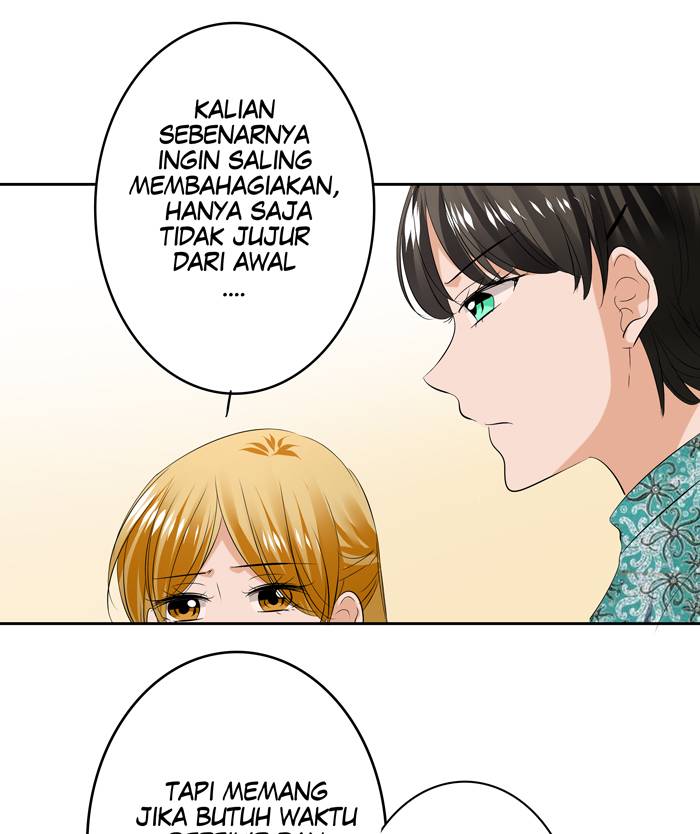 KALIAN
SEBENARNYA
INGIN SALING
MEMBAHAGIAKAN,
HANYA SAJA
TIDAK JUJUR
DARI AWAL
....
TAPI MEMANG
JIKA BUTUH WAKTU